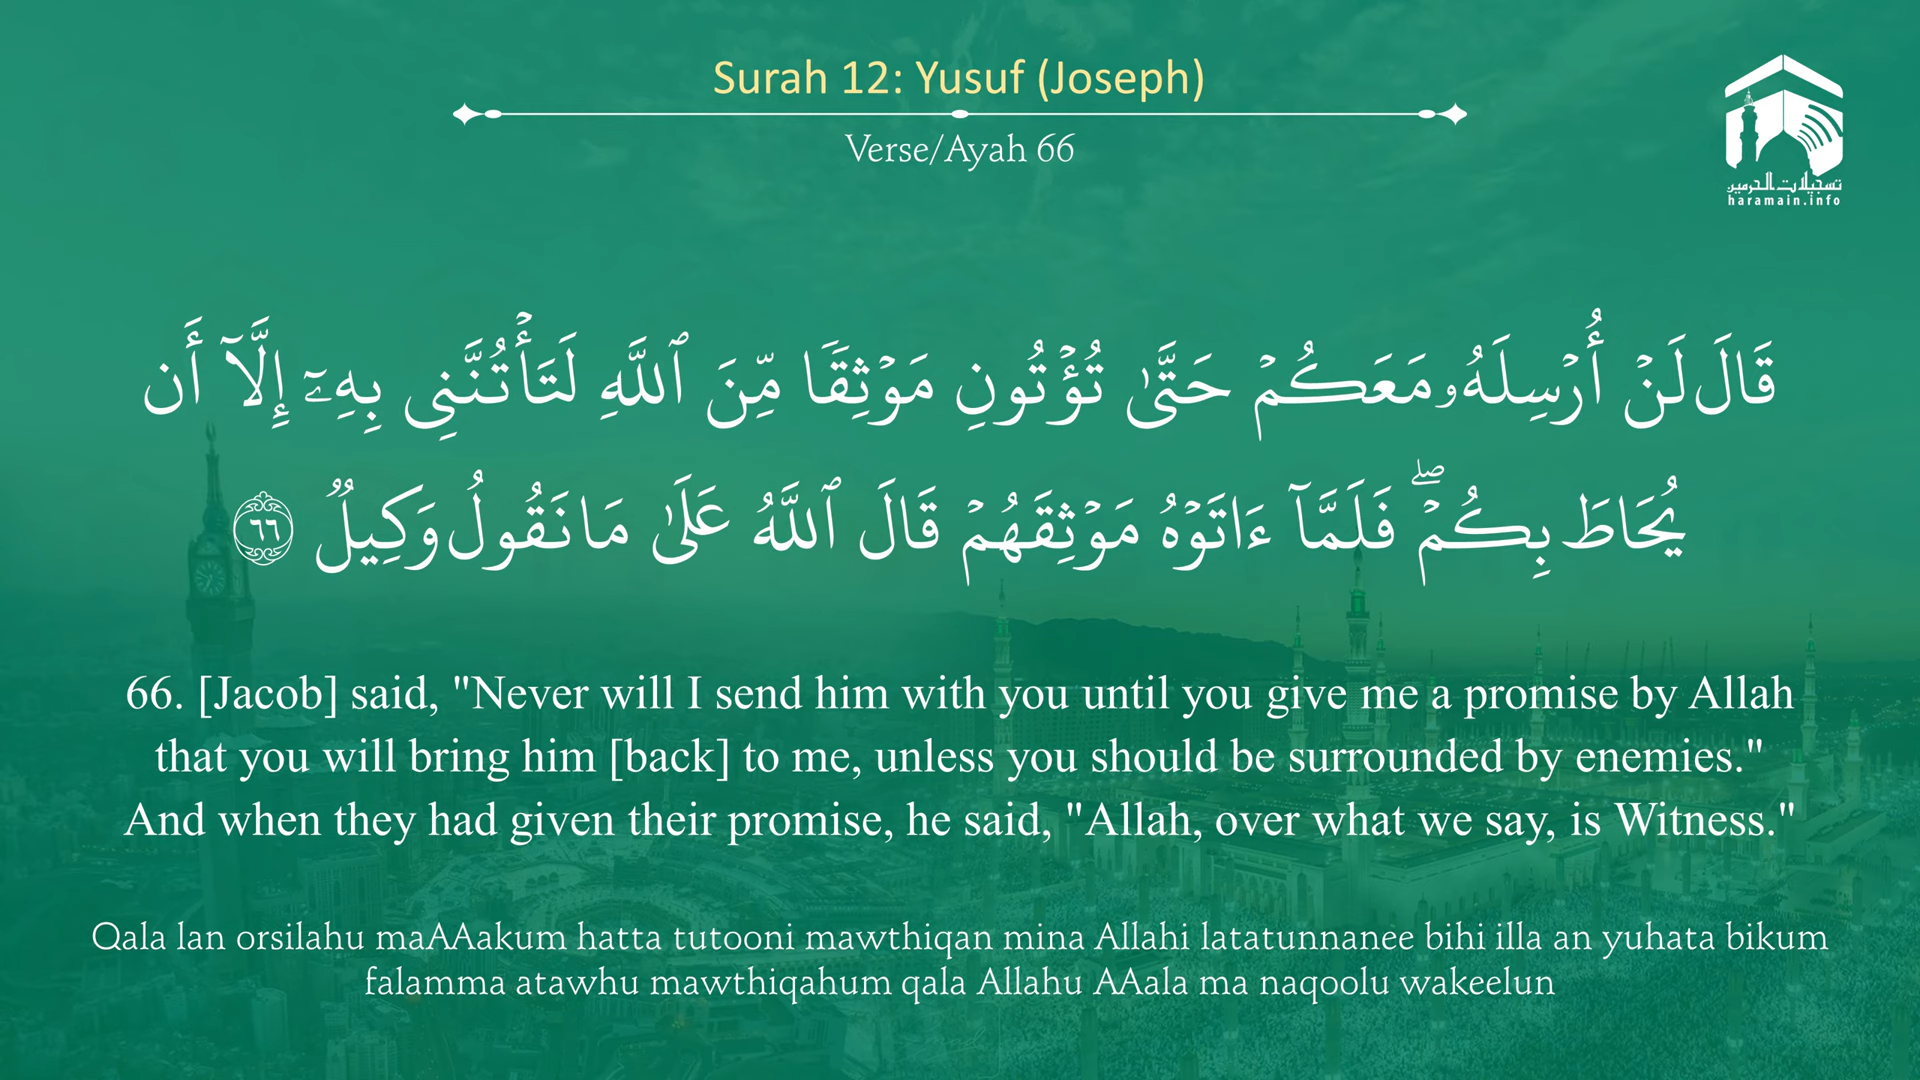 Surah 12: Yusuf (Joseph)
Verse/Ayah 66
تسجيلات الحرمين
haramain.info
قَالَ لَنْ أُرْسِلَهُۥ مَعَكُمْ حَتَّىٰ تُؤْتُونِ مَوْثِقًا مِّنَ ٱللَّهِ لَتَأْتُنَّنِى بِهِۦٓ إِلَّآ أَن
يُحَاطَ بِكُمْ ۖ فَلَمَّآ ءَاتَوْهُ مَوْثِقَهُمْ قَالَ ٱللَّهُ عَلَىٰ مَا نَقُولُ وَكِيلٌ ٦٦
66. [Jacob] said, "Never will I send him with you until you give me a promise by Allah
that you will bring him [back] to me, unless you should be surrounded by enemies."
And when they had given their promise, he said, "Allah, over what we say, is Witness."
Qala lan orsilahu maAAakum hatta tutooni mawthiqan mina Allahi latatunnanee bihi illa an yuhata bikum
falamma atawhu mawthiqahum qala Allahu AAala ma naqoolu wakeelun